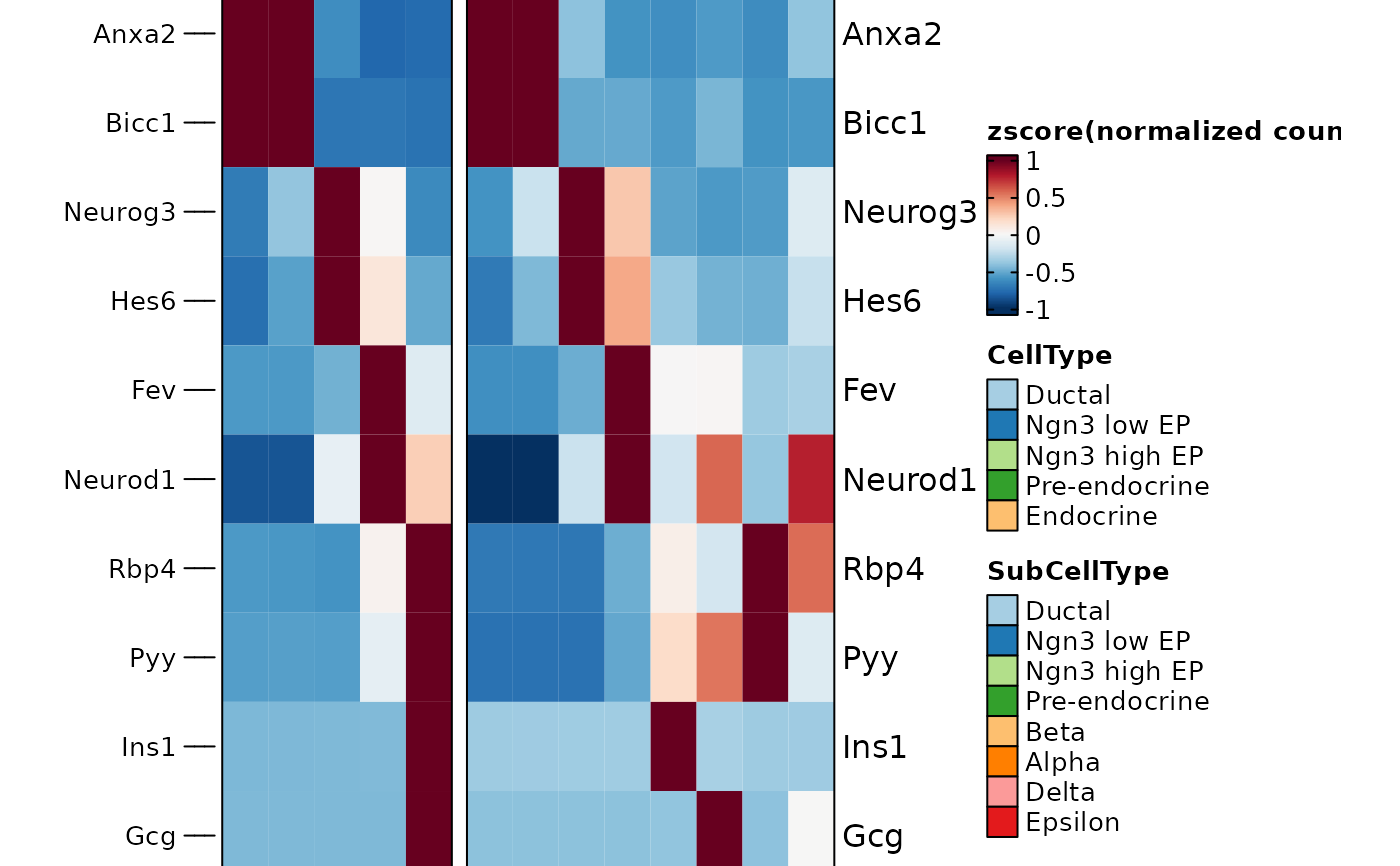 Anxa2
Bicc1
Neurog3
Hes6
Fev
Neurod1
Rbp4
Pyy
Ins1
Gcg
Anxa2
Bicc1
Neurog3
Hes6
Fev
Neurod1
Rbp4
Pyy
Ins1
Gcg
zscore(normalized coun
1
0.5
0
-0.5
-1
CellType
Ductal
Ngn3 low EP
Ngn3 high EP
Pre-endocrine
Endocrine
SubCellType
Ductal
Ngn3 low EP
Ngn3 high EP
Pre-endocrine
Beta
Alpha
Delta
Epsilon